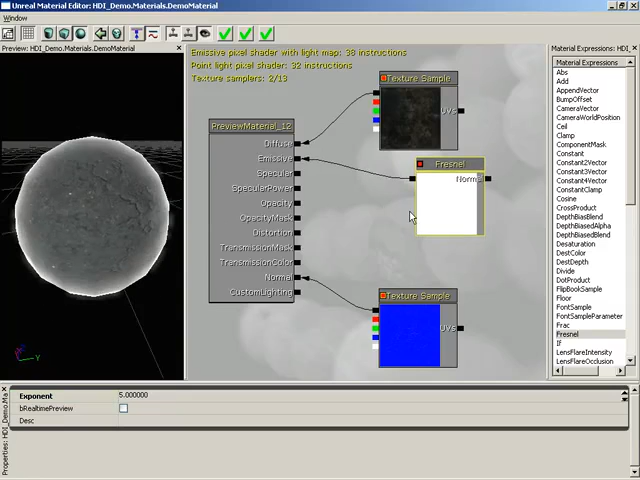 Unreal Material Editor: HDI_Demo.Materials.DemoMaterial
Window
Preview: HDI_Demo.Materials.DemoMaterial
Emissive pixel shader with light map: 38 instructions
Point light pixel shader: 32 instructions
Texture samplers: 2/13
PreviewMaterial_12
Diffuse
Emissive
Specular
SpecularPower
Opacity
OpacityMask
Distortion
TransmissionMask
TransmissionColor
Normal
CustomLighting
Texture Sample
UVs
Fresnel
Normal
Texture Sample
UVs
Y
Material Expressions: HDI
Material Expressions
Abs
Add
AppendVector
BumpOffset
CameraVector
CameraWorldPosition
Ceil
Clamp
ComponentMask
Constant
Constant2Vector
Constant3Vector
Constant4Vector
ConstantClamp
Cosine
CrossProduct
DepthBiasBlend
DepthBiasedAlpha
DepthBiasedBlend
Desaturation
DestColor
DestDepth
Divide
DotProduct
FlipBookSample
Floor
FontSample
FontSampleParameter
Frac
Fresnel
If
LensFlareIntensity
LensFlareOcclusion
Properties: HDI_Demo.Ma
Exponent 5.000000
bRealtimePreview
Desc